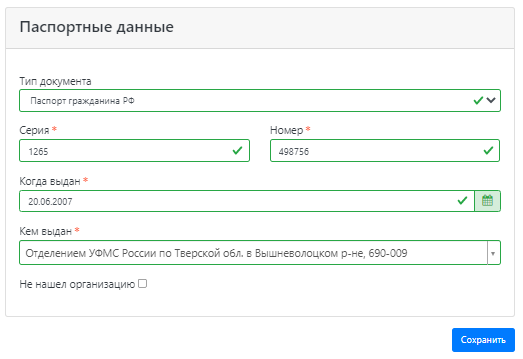 Паспортные данные
Тип документа
Паспорт гражданина РФ
Серия * Номер *
1265 498756
Когда выдан *
20.06.2007
Кем выдан *
Отделением УФМС России по Тверской обл. в Вышневолоцком р-не, 690-009
Не нашел организацию
Сохранить